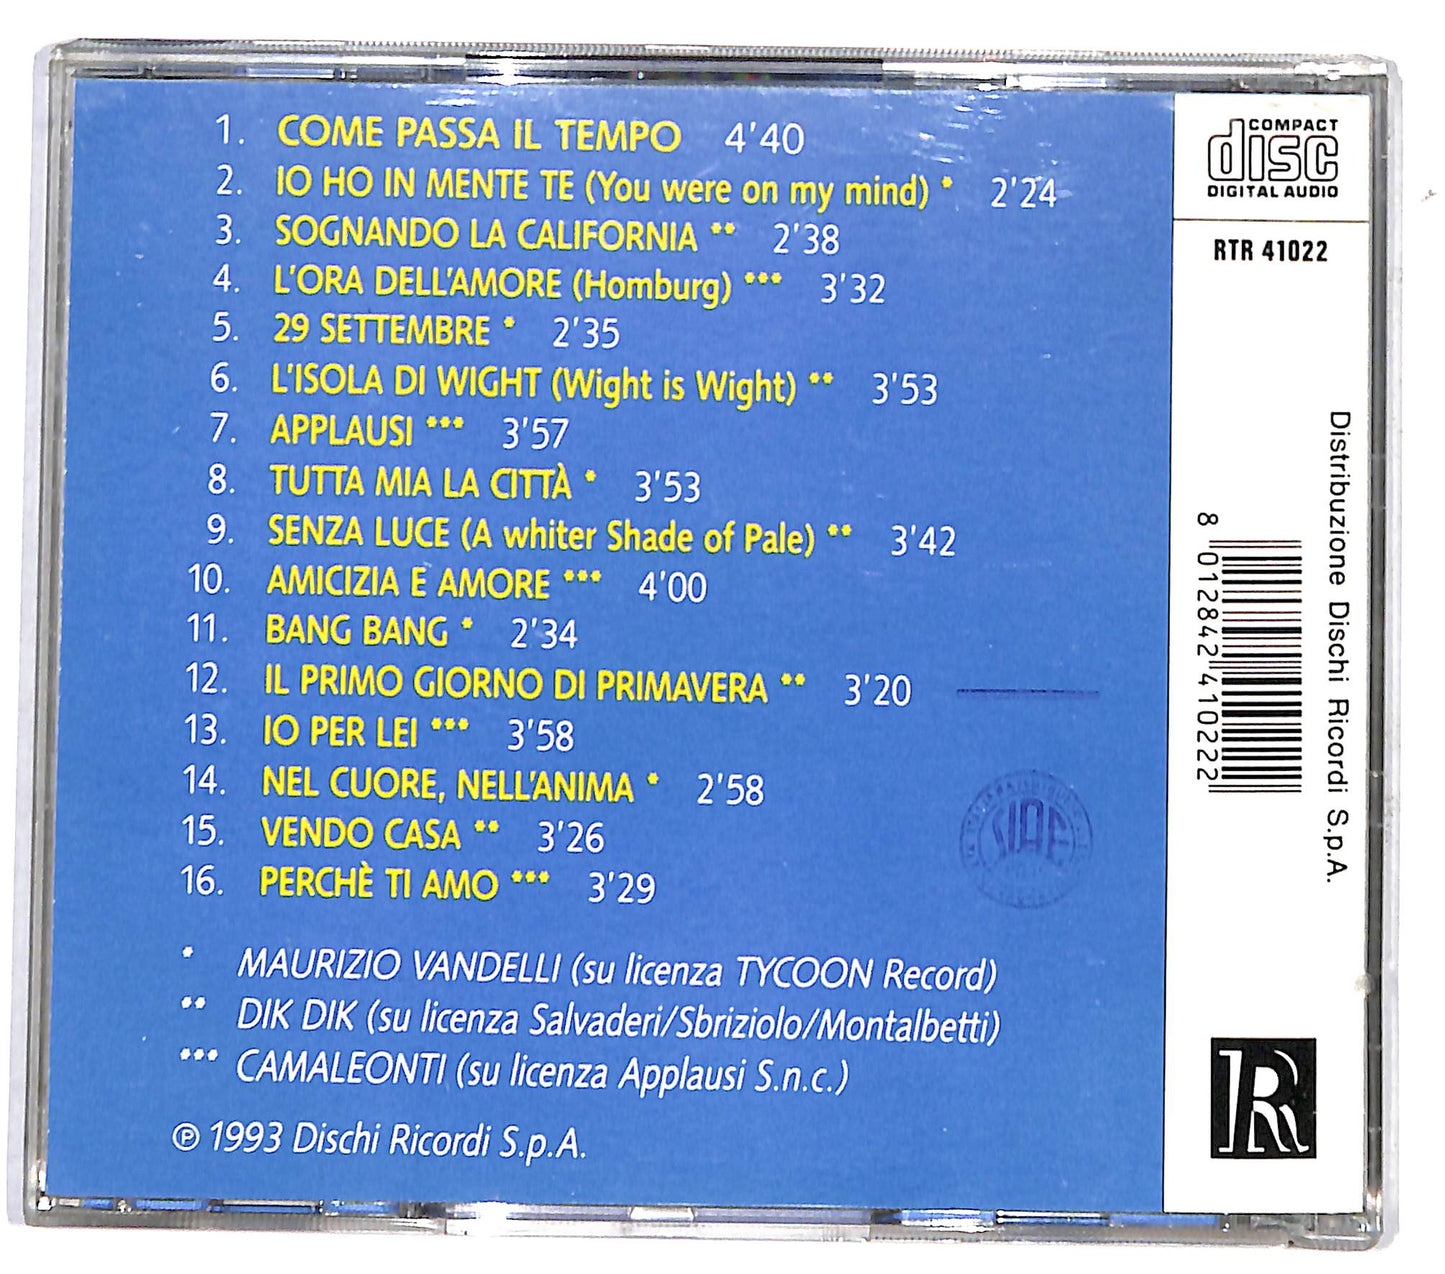 1. COME PASSA IL TEMPO 4'40
2. IO HO IN MENTE TE (You were on my mind) * 2'24
3. SOGNANDO LA CALIFORNIA ** 2'38
4. L'ORA DELL'AMORE (Homburg) *** 3'32
5. 29 SETTEMBRE * 2'35
6. L'ISOLA DI WIGHT (Wight is Wight) ** 3'53
7. APPLAUSI *** 3'57
8. TUTTA MIA LA CITTÀ * 3'53
9. SENZA LUCE (A whiter Shade of Pale) ** 3'42
10. AMICIZIA E AMORE *** 4'00
11. BANG BANG * 2'34
12. IL PRIMO GIORNO DI PRIMAVERA ** 3'20
13. IO PER LEI *** 3'58
14. NEL CUORE, NELL'ANIMA * 2'58
15. VENDO CASA ** 3'26
16. PERCHÈ TI AMO *** 3'29
* MAURIZIO VANDELLI (su licenza TYCOON Record)
** DIK DIK (su licenza Salvaderi/Sbriziolo/Montalbetti)
*** CAMALEONTI (su licenza Applausi S.n.c.)
℗ 1993 Dischi Ricordi S.p.A.
COMPACT
disc
DIGITAL AUDIO
RTR 41022
Distribuzione Dischi Ricordi S.p.A.
8 012842 410222
SIAE
R